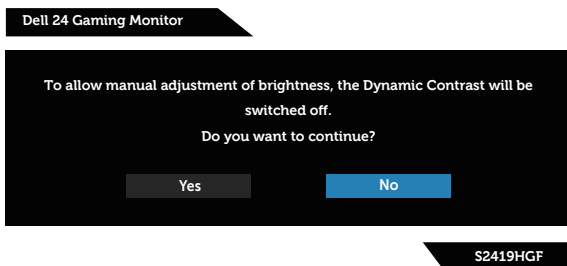 Dell 24 Gaming Monitor
To allow manual adjustment of brightness, the Dynamic Contrast will be
switched off.
Do you want to continue?
Yes No
S2419HGF